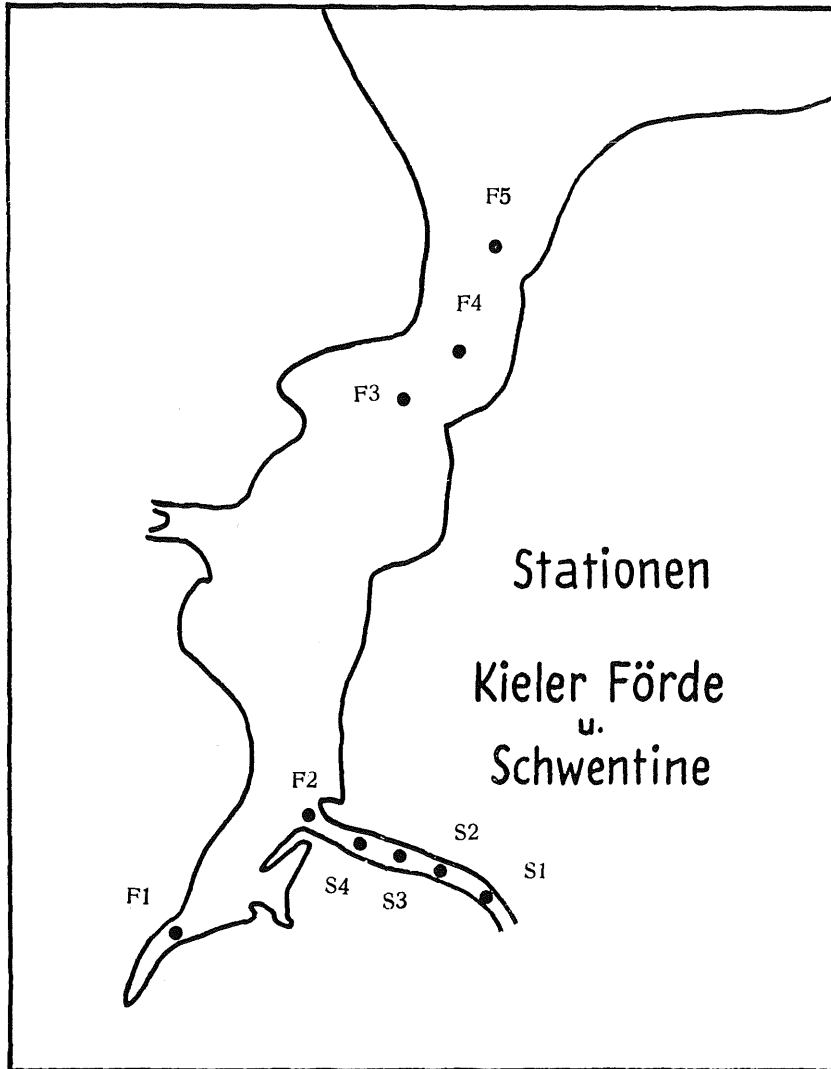 F5
F4
F3
Stationen
Kieler Förde
u.
Schwentine
F2
S2
S1
S4
S3
F1